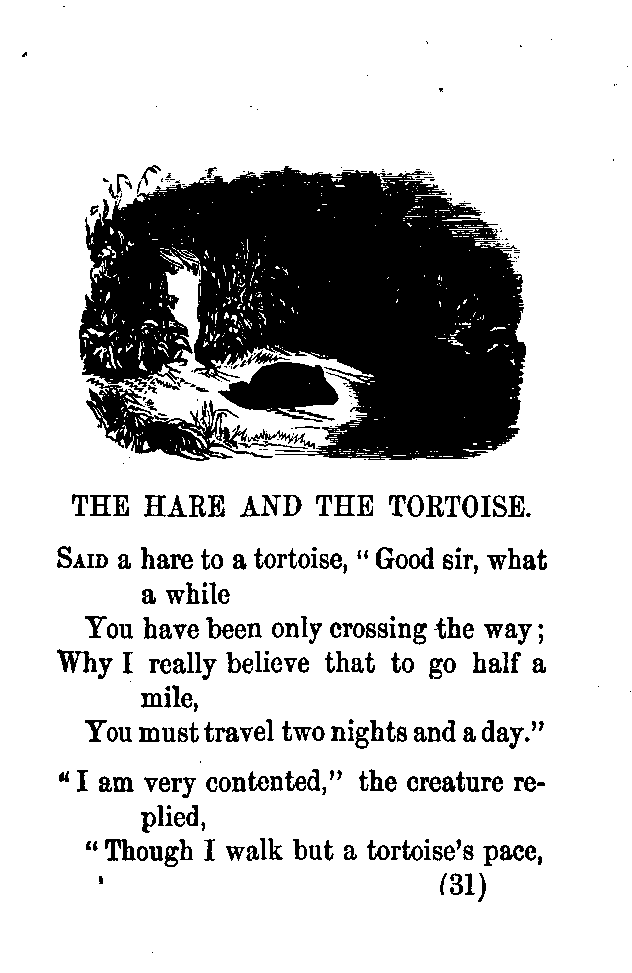 THE HARE AND THE TORTOISE.
SAID a hare to a tortoise, “ Good sir, what
a while
You have been only crossing the way ;
Why I really believe that to go half a
mile,
You must travel two nights and a day.”
“ I am very contented,” the creature re-
plied,
“ Though I walk but a tortoise’s pace,
(31)